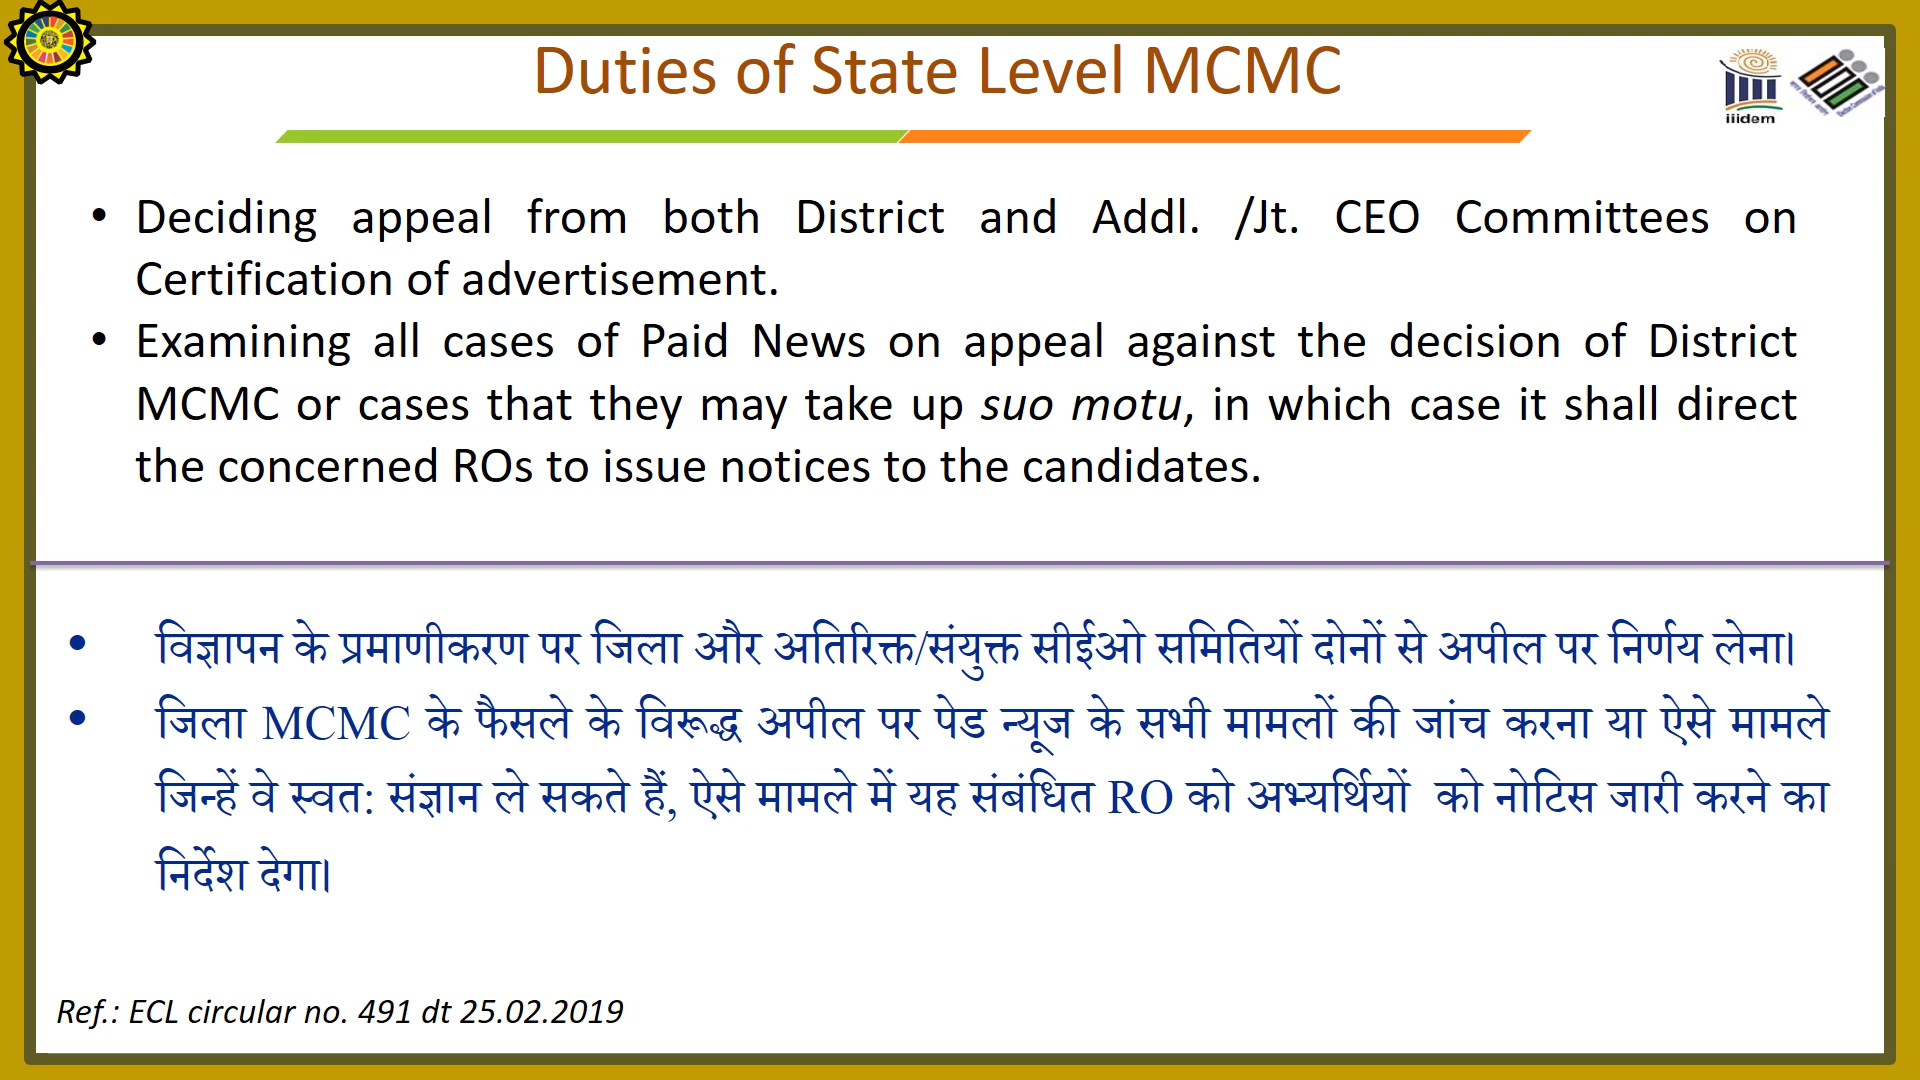 Duties of State Level MCMC
iiidem
• Deciding appeal from both District and Addl. /Jt. CEO Committees on
Certification of advertisement.
• Examining all cases of Paid News on appeal against the decision of District
MCMC or cases that they may take up suo motu, in which case it shall direct
the concerned ROs to issue notices to the candidates.
• विज्ञापन के प्रमाणीकरण पर जिला और अतिरिक्त/संयुक्त सीईओ समितियों दोनों से अपील पर निर्णय लेना।
• जिला MCMC के फैसले के विरूद्ध अपील पर पेड न्यूज के सभी मामलों की जांच करना या ऐसे मामले
जिन्हें वे स्वत: संज्ञान ले सकते हैं, ऐसे मामले में यह संबंधित RO को अभ्यर्थियों को नोटिस जारी करने का
निर्देश देगा।
Ref.: ECL circular no. 491 dt 25.02.2019